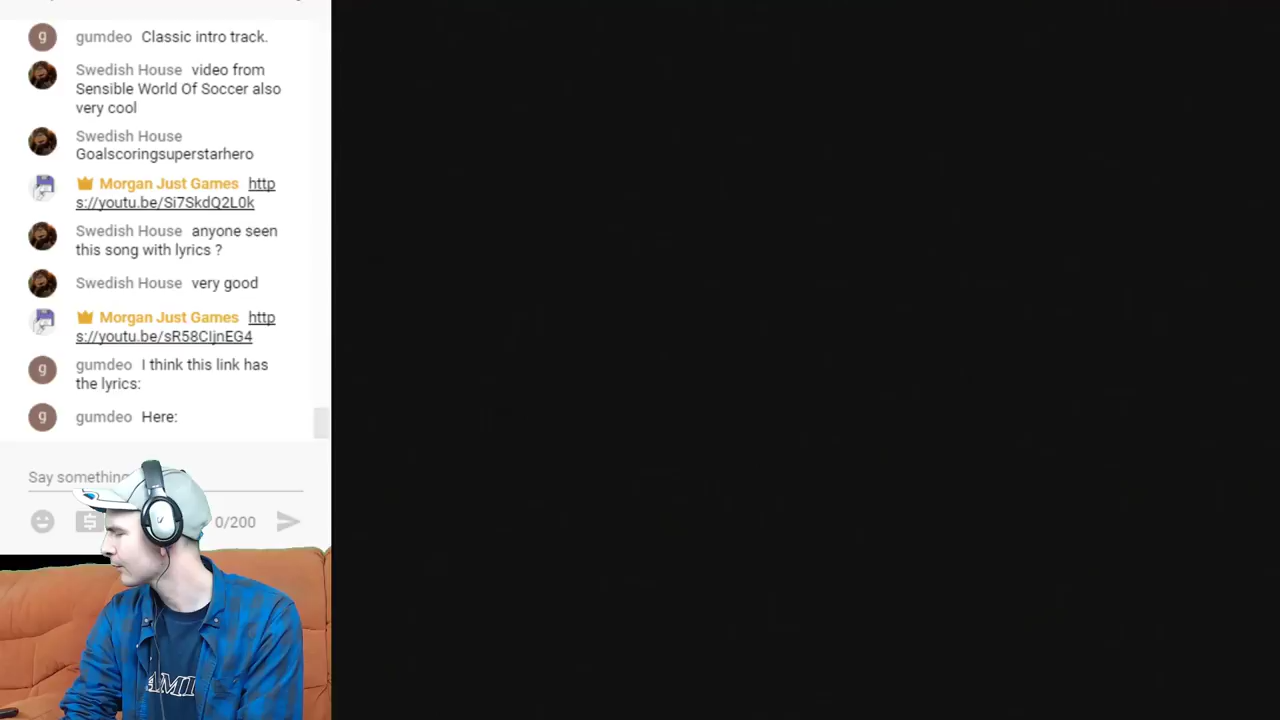 g gumdeo Classic intro track.
Swedish House video from
Sensible World Of Soccer also
very cool
Swedish House
Goalscoringsuperstarhero
Morgan Just Games http
s://youtu.be/Si7SkdQ2L0k
Swedish House anyone seen
this song with lyrics ?
Swedish House very good
Morgan Just Games http
s://youtu.be/sR58CIjnEG4
g gumdeo I think this link has
the lyrics:
g gumdeo Here:
Say something
0/200